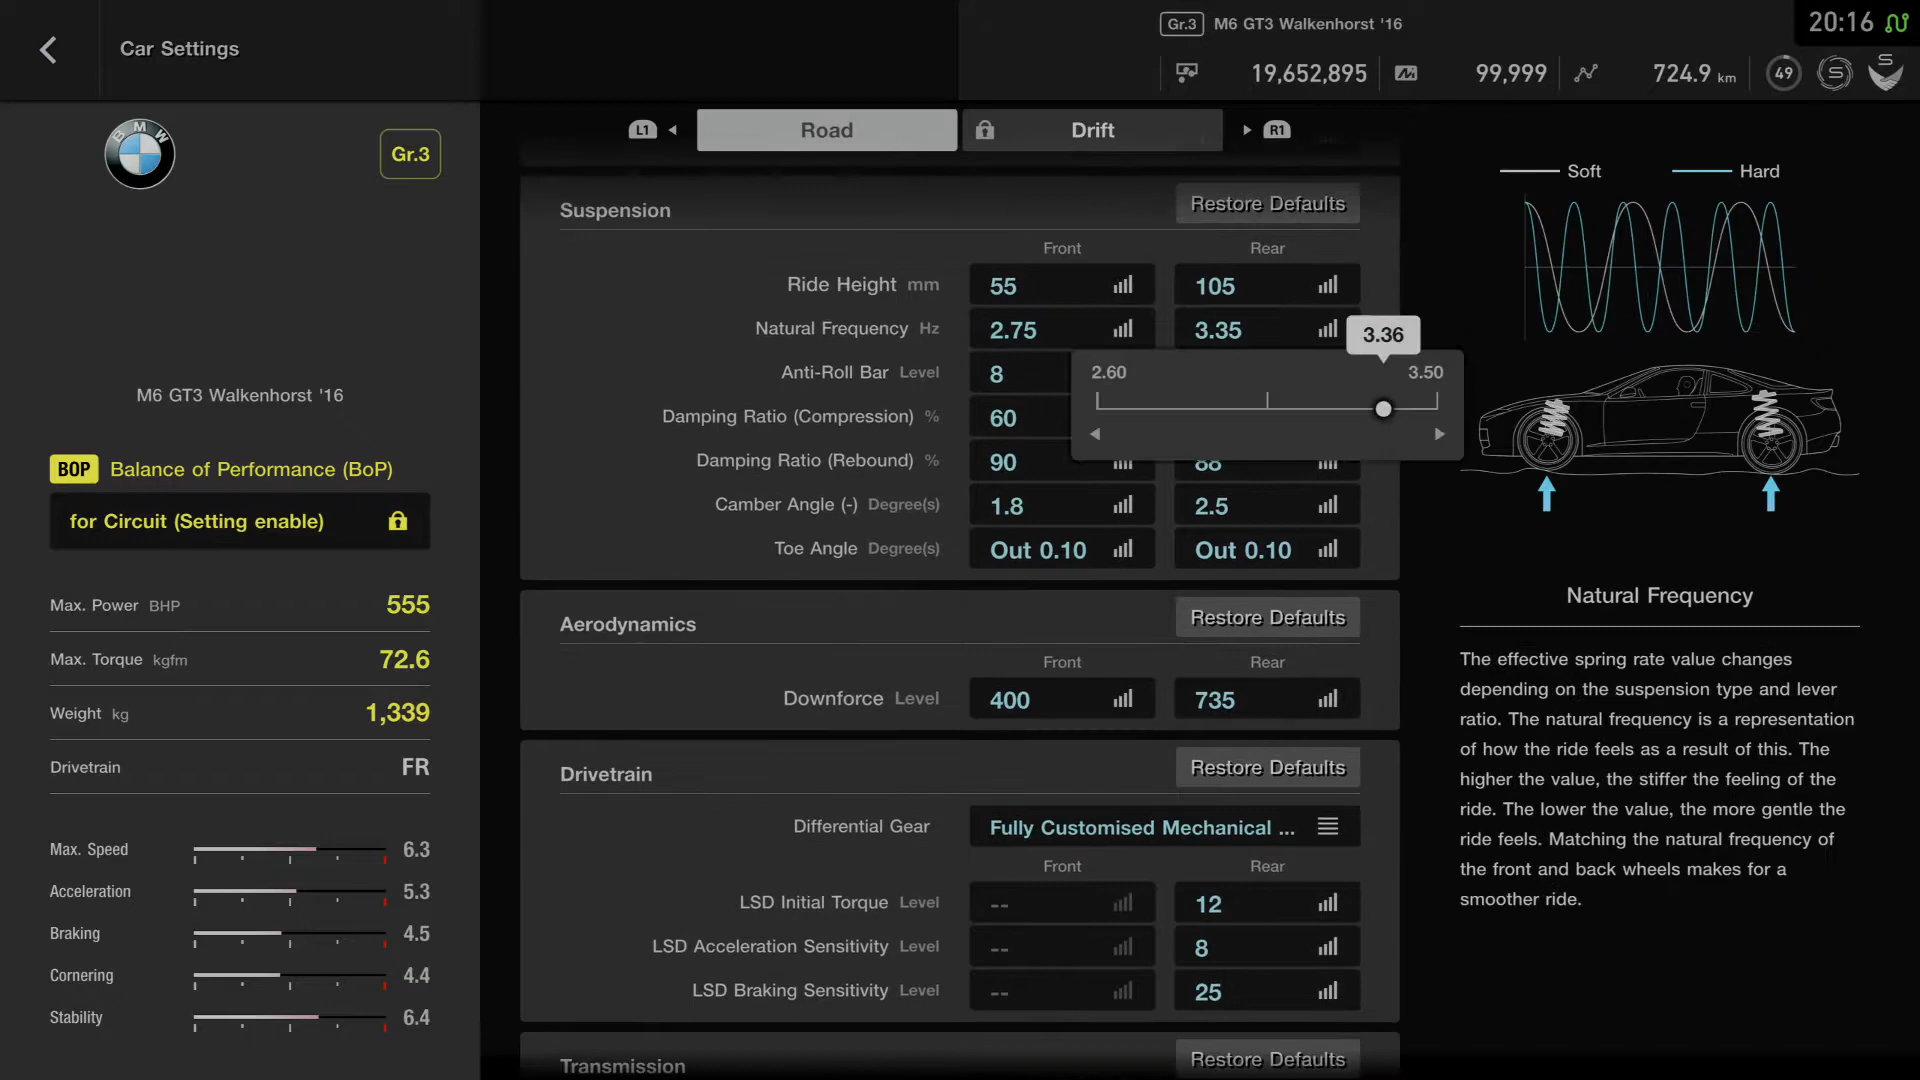 Car Settings
Gr.3 M6 GT3 Walkenhorst '16
20:16
19,652,895
99,999
724.9 km
49
BMW
Gr.3
M6 GT3 Walkenhorst '16
BOP Balance of Performance (BoP)
for Circuit (Setting enable)
Max. Power BHP 555
Max. Torque kgfm 72.6
Weight kg 1,339
Drivetrain FR
Max. Speed 6.3
Acceleration 5.3
Braking 4.5
Cornering 4.4
Stability 6.4
L1 Road Drift R1
Suspension Restore Defaults
Front Rear
Ride Height mm 55 105
Natural Frequency Hz 2.75 3.35
3.36
Anti-Roll Bar Level 8
2.60 3.50
Damping Ratio (Compression) % 60
Damping Ratio (Rebound) % 90 88
Camber Angle (-) Degree(s) 1.8 2.5
Toe Angle Degree(s) Out 0.10 Out 0.10
Aerodynamics Restore Defaults
Front Rear
Downforce Level 400 735
Drivetrain Restore Defaults
Differential Gear Fully Customised Mechanical ...
Front Rear
LSD Initial Torque Level -- 12
LSD Acceleration Sensitivity Level -- 8
LSD Braking Sensitivity Level -- 25
Transmission Restore Defaults
Soft Hard
Natural Frequency
The effective spring rate value changes
depending on the suspension type and lever
ratio. The natural frequency is a representation
of how the ride feels as a result of this. The
higher the value, the stiffer the feeling of the
ride. The lower the value, the more gentle the
ride feels. Matching the natural frequency of
the front and back wheels makes for a
smoother ride.